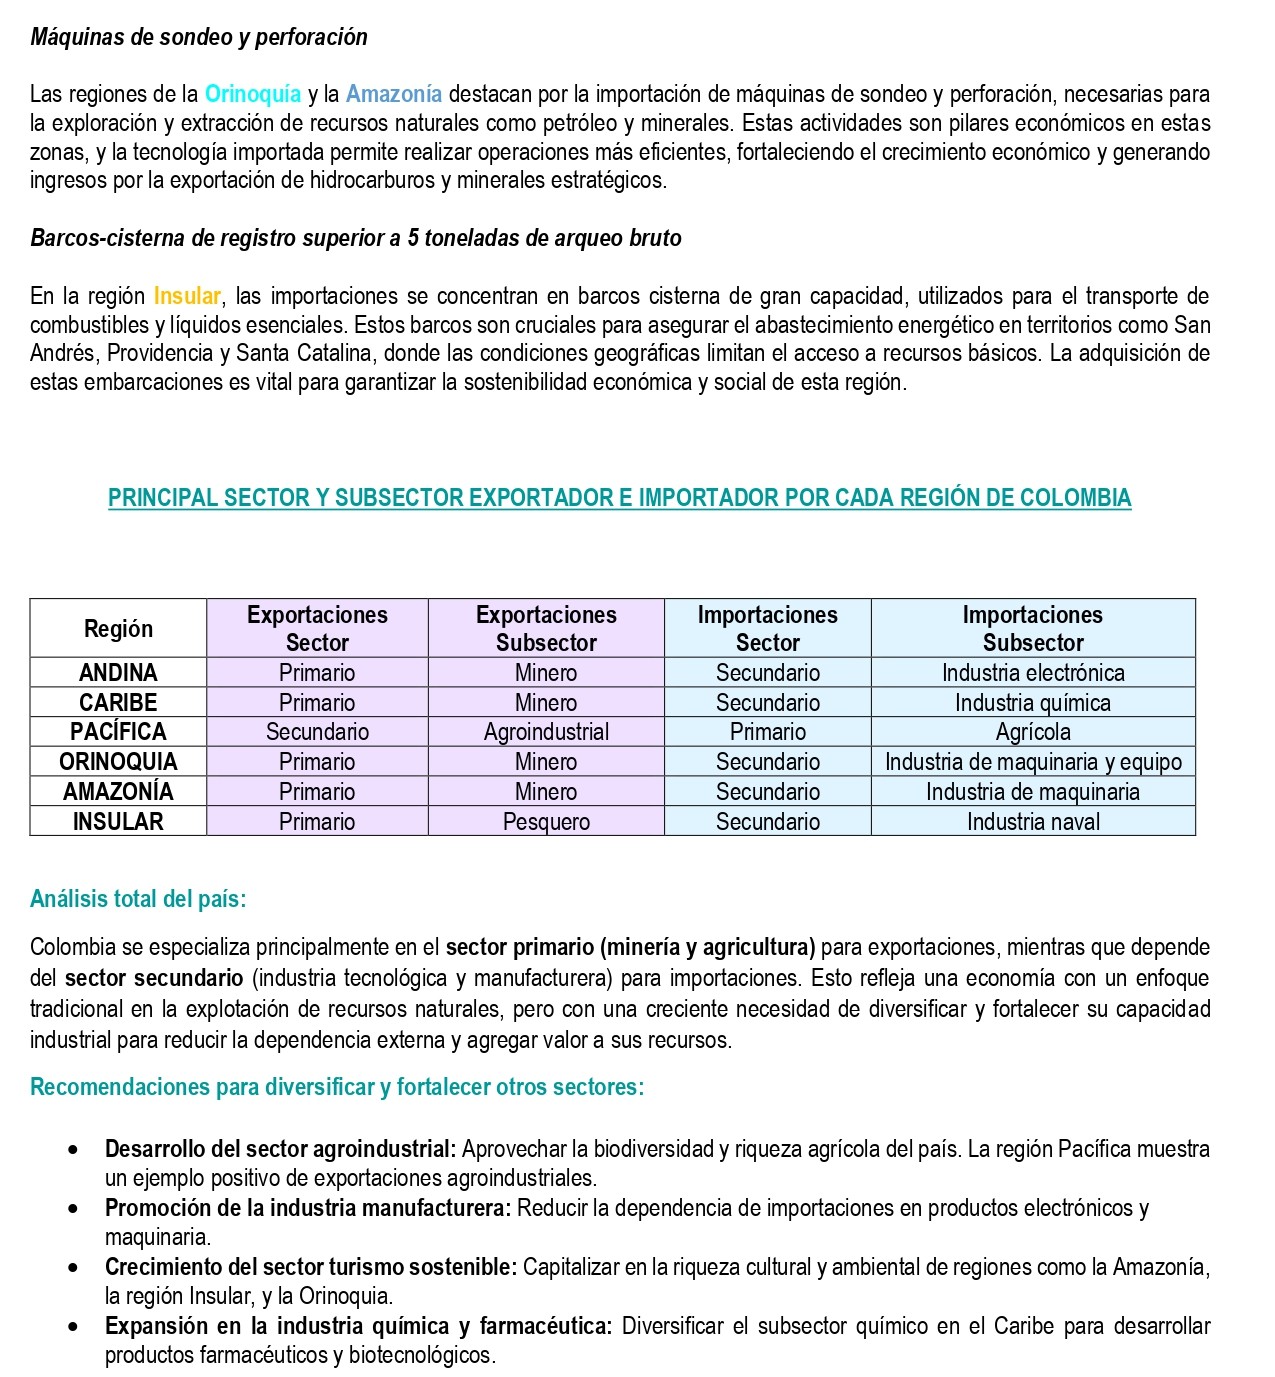 Máquinas de sondeo y perforación
Las regiones de la Orinoquía y la Amazonía destacan por la importación de máquinas de sondeo y perforación, necesarias para
la exploración y extracción de recursos naturales como petróleo y minerales. Estas actividades son pilares económicos en estas
zonas, y la tecnología importada permite realizar operaciones más eficientes, fortaleciendo el crecimiento económico y generando
ingresos por la exportación de hidrocarburos y minerales estratégicos.
Barcos-cisterna de registro superior a 5 toneladas de arqueo bruto
En la región Insular, las importaciones se concentran en barcos cisterna de gran capacidad, utilizados para el transporte de
combustibles y líquidos esenciales. Estos barcos son cruciales para asegurar el abastecimiento energético en territorios como San
Andrés, Providencia y Santa Catalina, donde las condiciones geográficas limitan el acceso a recursos básicos. La adquisición de
estas embarcaciones es vital para garantizar la sostenibilidad económica y social de esta región.
PRINCIPAL SECTOR Y SUBSECTOR EXPORTADOR E IMPORTADOR POR CADA REGIÓN DE COLOMBIA
Región Exportaciones Sector Exportaciones Subsector Importaciones Sector Importaciones Subsector
ANDINA Primario Minero Secundario Industria electrónica
CARIBE Primario Minero Secundario Industria química
PACÍFICA Secundario Agroindustrial Primario Agrícola
ORINOQUIA Primario Minero Secundario Industria de maquinaria y equipo
AMAZONÍA Primario Minero Secundario Industria de maquinaria
INSULAR Primario Pesquero Secundario Industria naval
Análisis total del país:
Colombia se especializa principalmente en el sector primario (minería y agricultura) para exportaciones, mientras que depende
del sector secundario (industria tecnológica y manufacturera) para importaciones. Esto refleja una economía con un enfoque
tradicional en la explotación de recursos naturales, pero con una creciente necesidad de diversificar y fortalecer su capacidad
industrial para reducir la dependencia externa y agregar valor a sus recursos.
Recomendaciones para diversificar y fortalecer otros sectores:
• Desarrollo del sector agroindustrial: Aprovechar la biodiversidad y riqueza agrícola del país. La región Pacífica muestra
un ejemplo positivo de exportaciones agroindustriales.
• Promoción de la industria manufacturera: Reducir la dependencia de importaciones en productos electrónicos y
maquinaria.
• Crecimiento del sector turismo sostenible: Capitalizar en la riqueza cultural y ambiental de regiones como la Amazonía,
la región Insular, y la Orinoquia.
• Expansión en la industria química y farmacéutica: Diversificar el subsector químico en el Caribe para desarrollar
productos farmacéuticos y biotecnológicos.